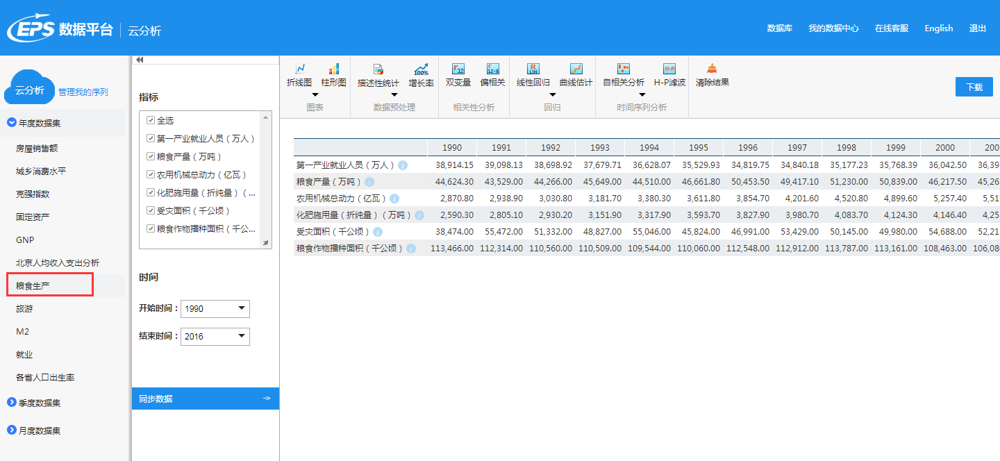 EPS 数据平台 云分析
数据库 我的数据中心 在线客服 English 退出
云分析 管理我的序列
年度数据集
房屋销售额
域乡消费水平
克强指数
固定资产
GNP
北京人均收入支出分析
粮食生产
旅游
M2
就业
各省人口出生率
季度数据集
月度数据集
指标
全选
第一产业就业人员（万人）
粮食产量（万吨）
农用机械总动力（亿瓦）
化肥施用量（折纯量）（...
受灾面积（千公顷）
粮食作物播种面积（千公...
时间
开始时间： 1990
结束时间： 2016
同步数据
折线图 柱形图 描述性统计 增长率 双变量 偏相关 线性回归 曲线估计 自相关分析 H-P滤波 清除结果
图表 数据预处理 相关性分析 回归 时间序列分析
下载
1990 1991 1992 1993 1994 1995 1996 1997 1998 1999 2000 200
第一产业就业人员（万人） 38,914.15 39,098.13 38,698.92 37,679.71 36,628.07 35,529.93 34,819.75 34,840.18 35,177.23 35,768.39 36,042.50 36,39
粮食产量（万吨） 44,624.30 43,529.00 44,266.00 45,649.00 44,510.00 46,661.80 50,453.50 49,417.10 51,230.00 50,839.00 46,217.50 45,26
农用机械总动力（亿瓦） 2,870.80 2,938.90 3,030.80 3,181.70 3,380.30 3,611.80 3,854.70 4,201.60 4,520.80 4,899.60 5,257.40 5,51
化肥施用量（折纯量）（万吨） 2,590.30 2,805.10 2,930.20 3,151.90 3,317.90 3,593.70 3,827.90 3,980.70 4,083.70 4,124.30 4,146.40 4,25
受灾面积（千公顷） 38,474.00 55,472.00 51,332.00 48,827.00 55,046.00 45,824.00 46,991.00 53,429.00 50,145.00 49,980.00 54,688.00 52,21
粮食作物播种面积（千公顷） 113,466.00 112,314.00 110,560.00 110,509.00 109,544.00 110,060.00 112,548.00 112,912.00 113,787.00 113,161.00 108,463.00 106,08